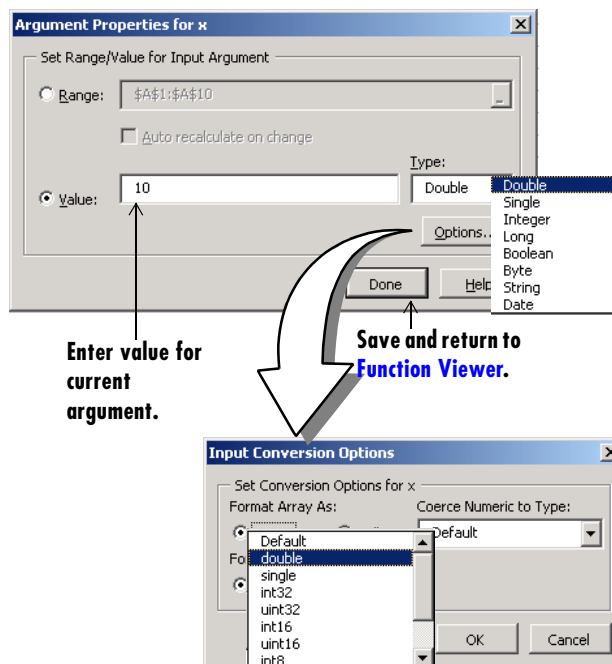 Argument Properties for x
Set Range/Value for Input Argument
Range:
$A$1:$A$10
Auto recalculate on change
Type:
Value:
10
Double
Double
Single
Integer
Long
Boolean
Byte
String
Date
Options..
Done
Help
Enter value for
current
argument.
Save and return to
Function Viewer.
Input Conversion Options
Set Conversion Options for x
Format Array As:
Coerce Numeric to Type:
Default
Default
double
single
int32
uint32
int16
uint16
int8
Fo
OK
Cancel